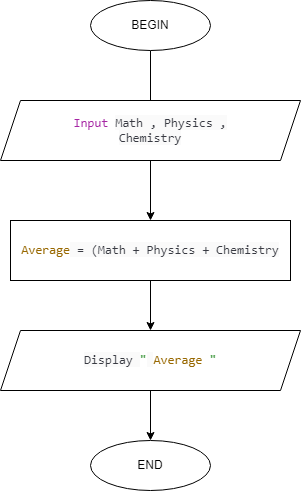 BEGIN
Input Math , Physics ,
Chemistry
Average = (Math + Physics + Chemistry
Display " Average "
END